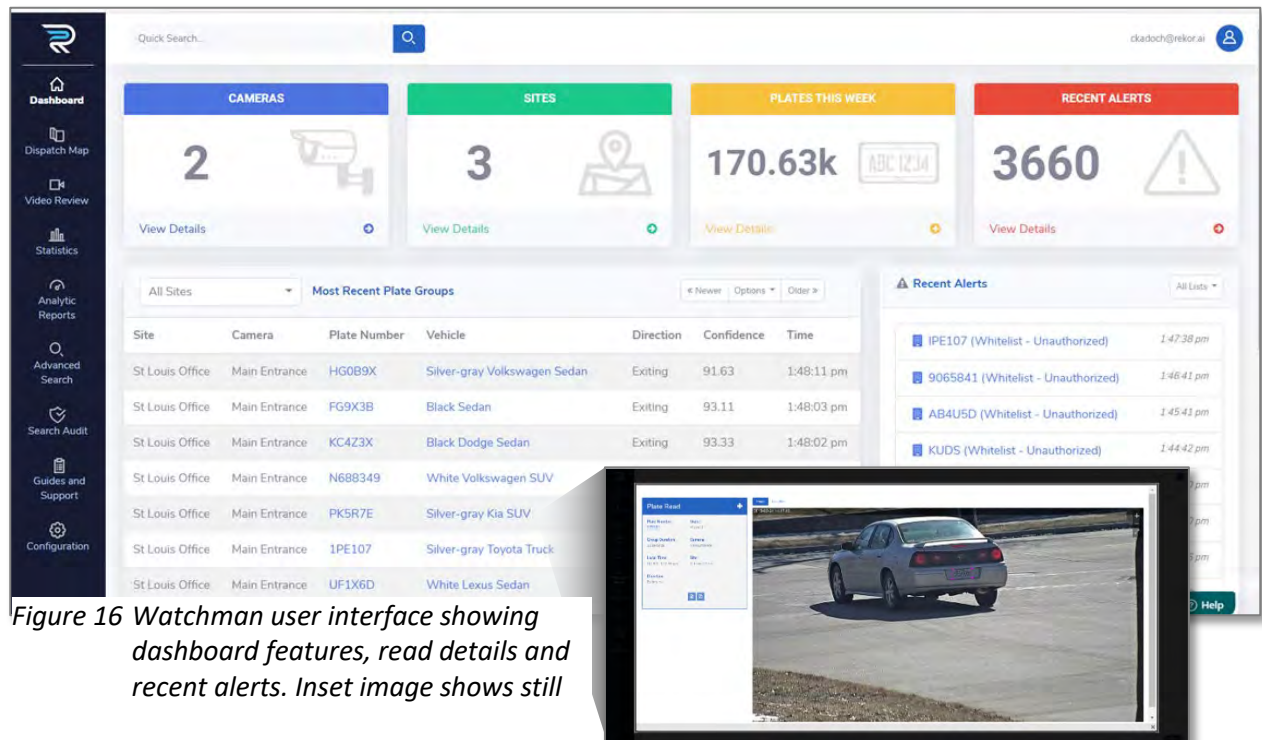 Quick Search...
ckadoch@rekor.ai
Dashboard
Dispatch Map
Video Review
Statistics
Analytic
Reports
Advanced
Search
Search Audit
Guides and
Support
Configuration
CAMERAS
2
View Details
SITES
3
View Details
PLATES THIS WEEK
170.63k
ABC 1234
View Details
RECENT ALERTS
3660
View Details
All Sites
Most Recent Plate Groups
« Newer Options Older »
Site Camera Plate Number Vehicle Direction Confidence Time
St Louis Office Main Entrance HG0B9X Silver-gray Volkswagen Sedan Exiting 91.63 1:48:11 pm
St Louis Office Main Entrance FG9X3B Black Sedan Exiting 93.11 1:48:03 pm
St Louis Office Main Entrance KC4Z3X Black Dodge Sedan Exiting 93.33 1:48:02 pm
St Louis Office Main Entrance N688349 White Volkswagen SUV
St Louis Office Main Entrance PK5R7E Silver-gray Kia SUV
St Louis Office Main Entrance 1PE107 Silver-gray Toyota Truck
St Louis Office Main Entrance UF1X6D White Lexus Sedan
Recent Alerts
All Lists
IPE107 (Whitelist - Unauthorized) 1:47:38 pm
9065841 (Whitelist - Unauthorized) 1:46:41 pm
AB4U5D (Whitelist - Unauthorized) 1:45:41 pm
KUDS (Whitelist - Unauthorized) 1:44:42 pm
Help
Plate Read
Figure 16 Watchman user interface showing
dashboard features, read details and
recent alerts. Inset image shows still